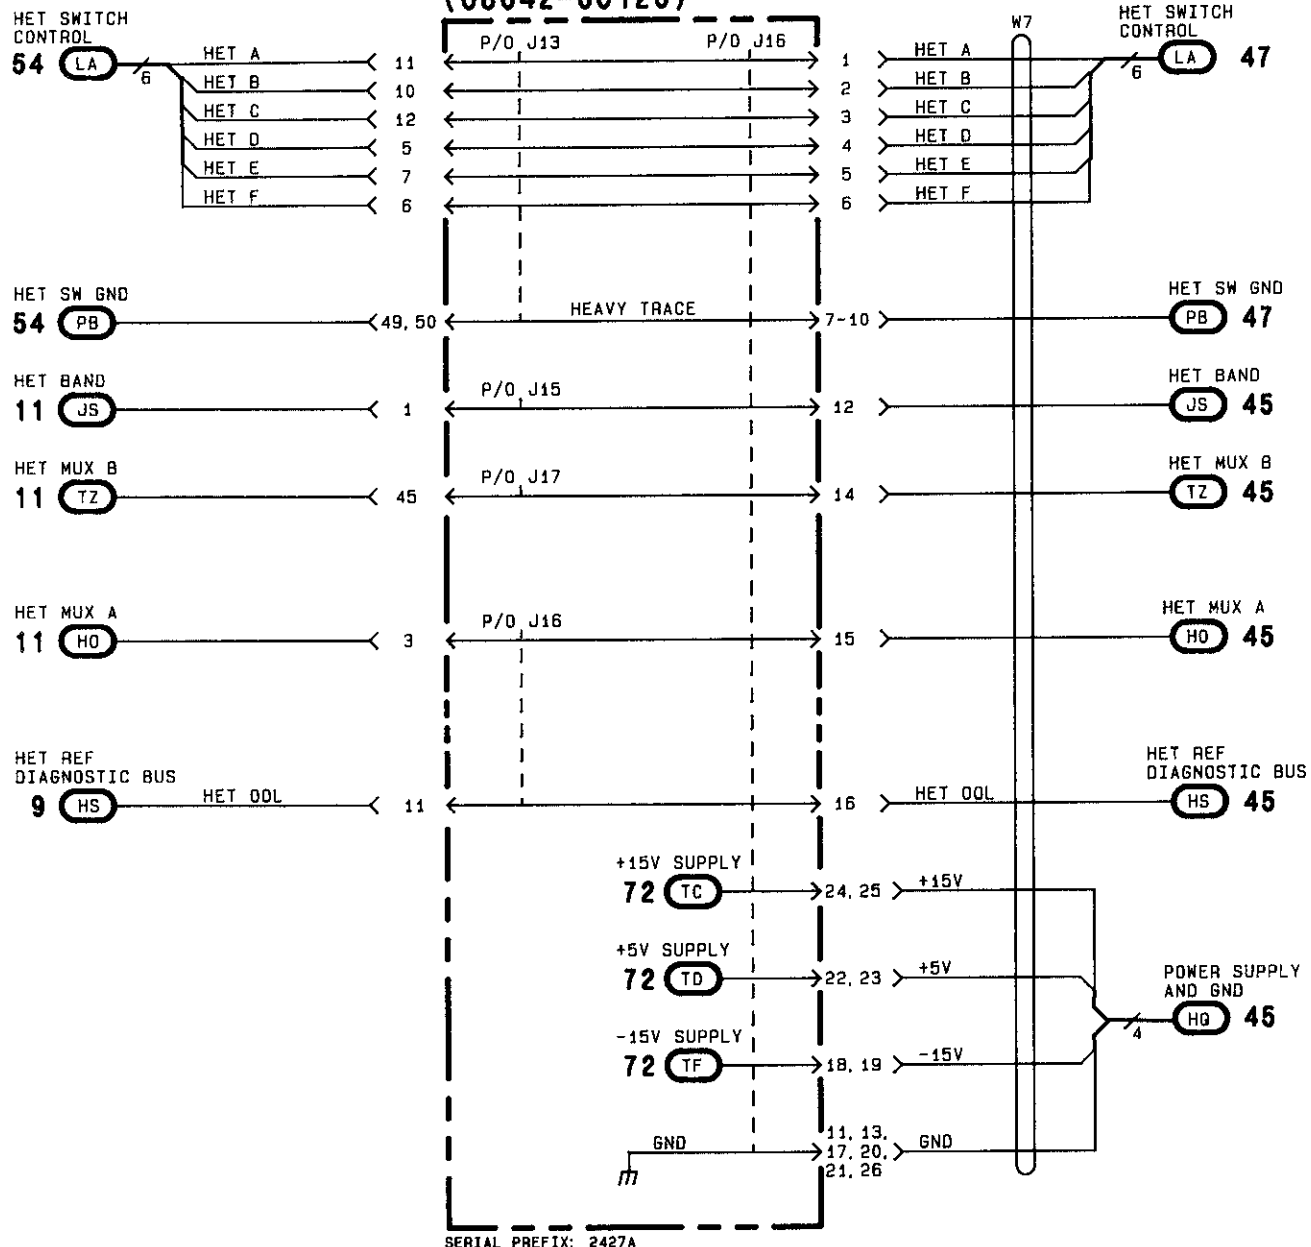 (08642-60120)
HET SWITCH
CONTROL
54 LA 6
HET A 11
HET B 10
HET C 12
HET D 5
HET E 7
HET F 6
P/O J13 P/O J16
W7
1 HET A
2 HET B
3 HET C
4 HET D
5 HET E
6 HET F
HET SWITCH
CONTROL
6 LA 47
HET SW GND
54 PB 49, 50 HEAVY TRACE 7-10
HET SW GND
PB 47
HET BAND
11 JS 1 P/O J15 12
HET BAND
JS 45
HET MUX B
11 TZ 45 P/O J17 14
HET MUX B
TZ 45
HET MUX A
11 HO 3 P/O J16 15
HET MUX A
HO 45
HET REF
DIAGNOSTIC BUS
9 HS HET OOL 11 16 HET OOL
HET REF
DIAGNOSTIC BUS
HS 45
+15V SUPPLY
72 TC 24, 25 +15V
+5V SUPPLY
72 TD 22, 23 +5V
-15V SUPPLY
72 TF 18, 19 -15V
POWER SUPPLY
AND GND
4 HQ 45
GND 11, 13,
17, 20, GND
21, 26
SERIAL PREFIX: 2427A